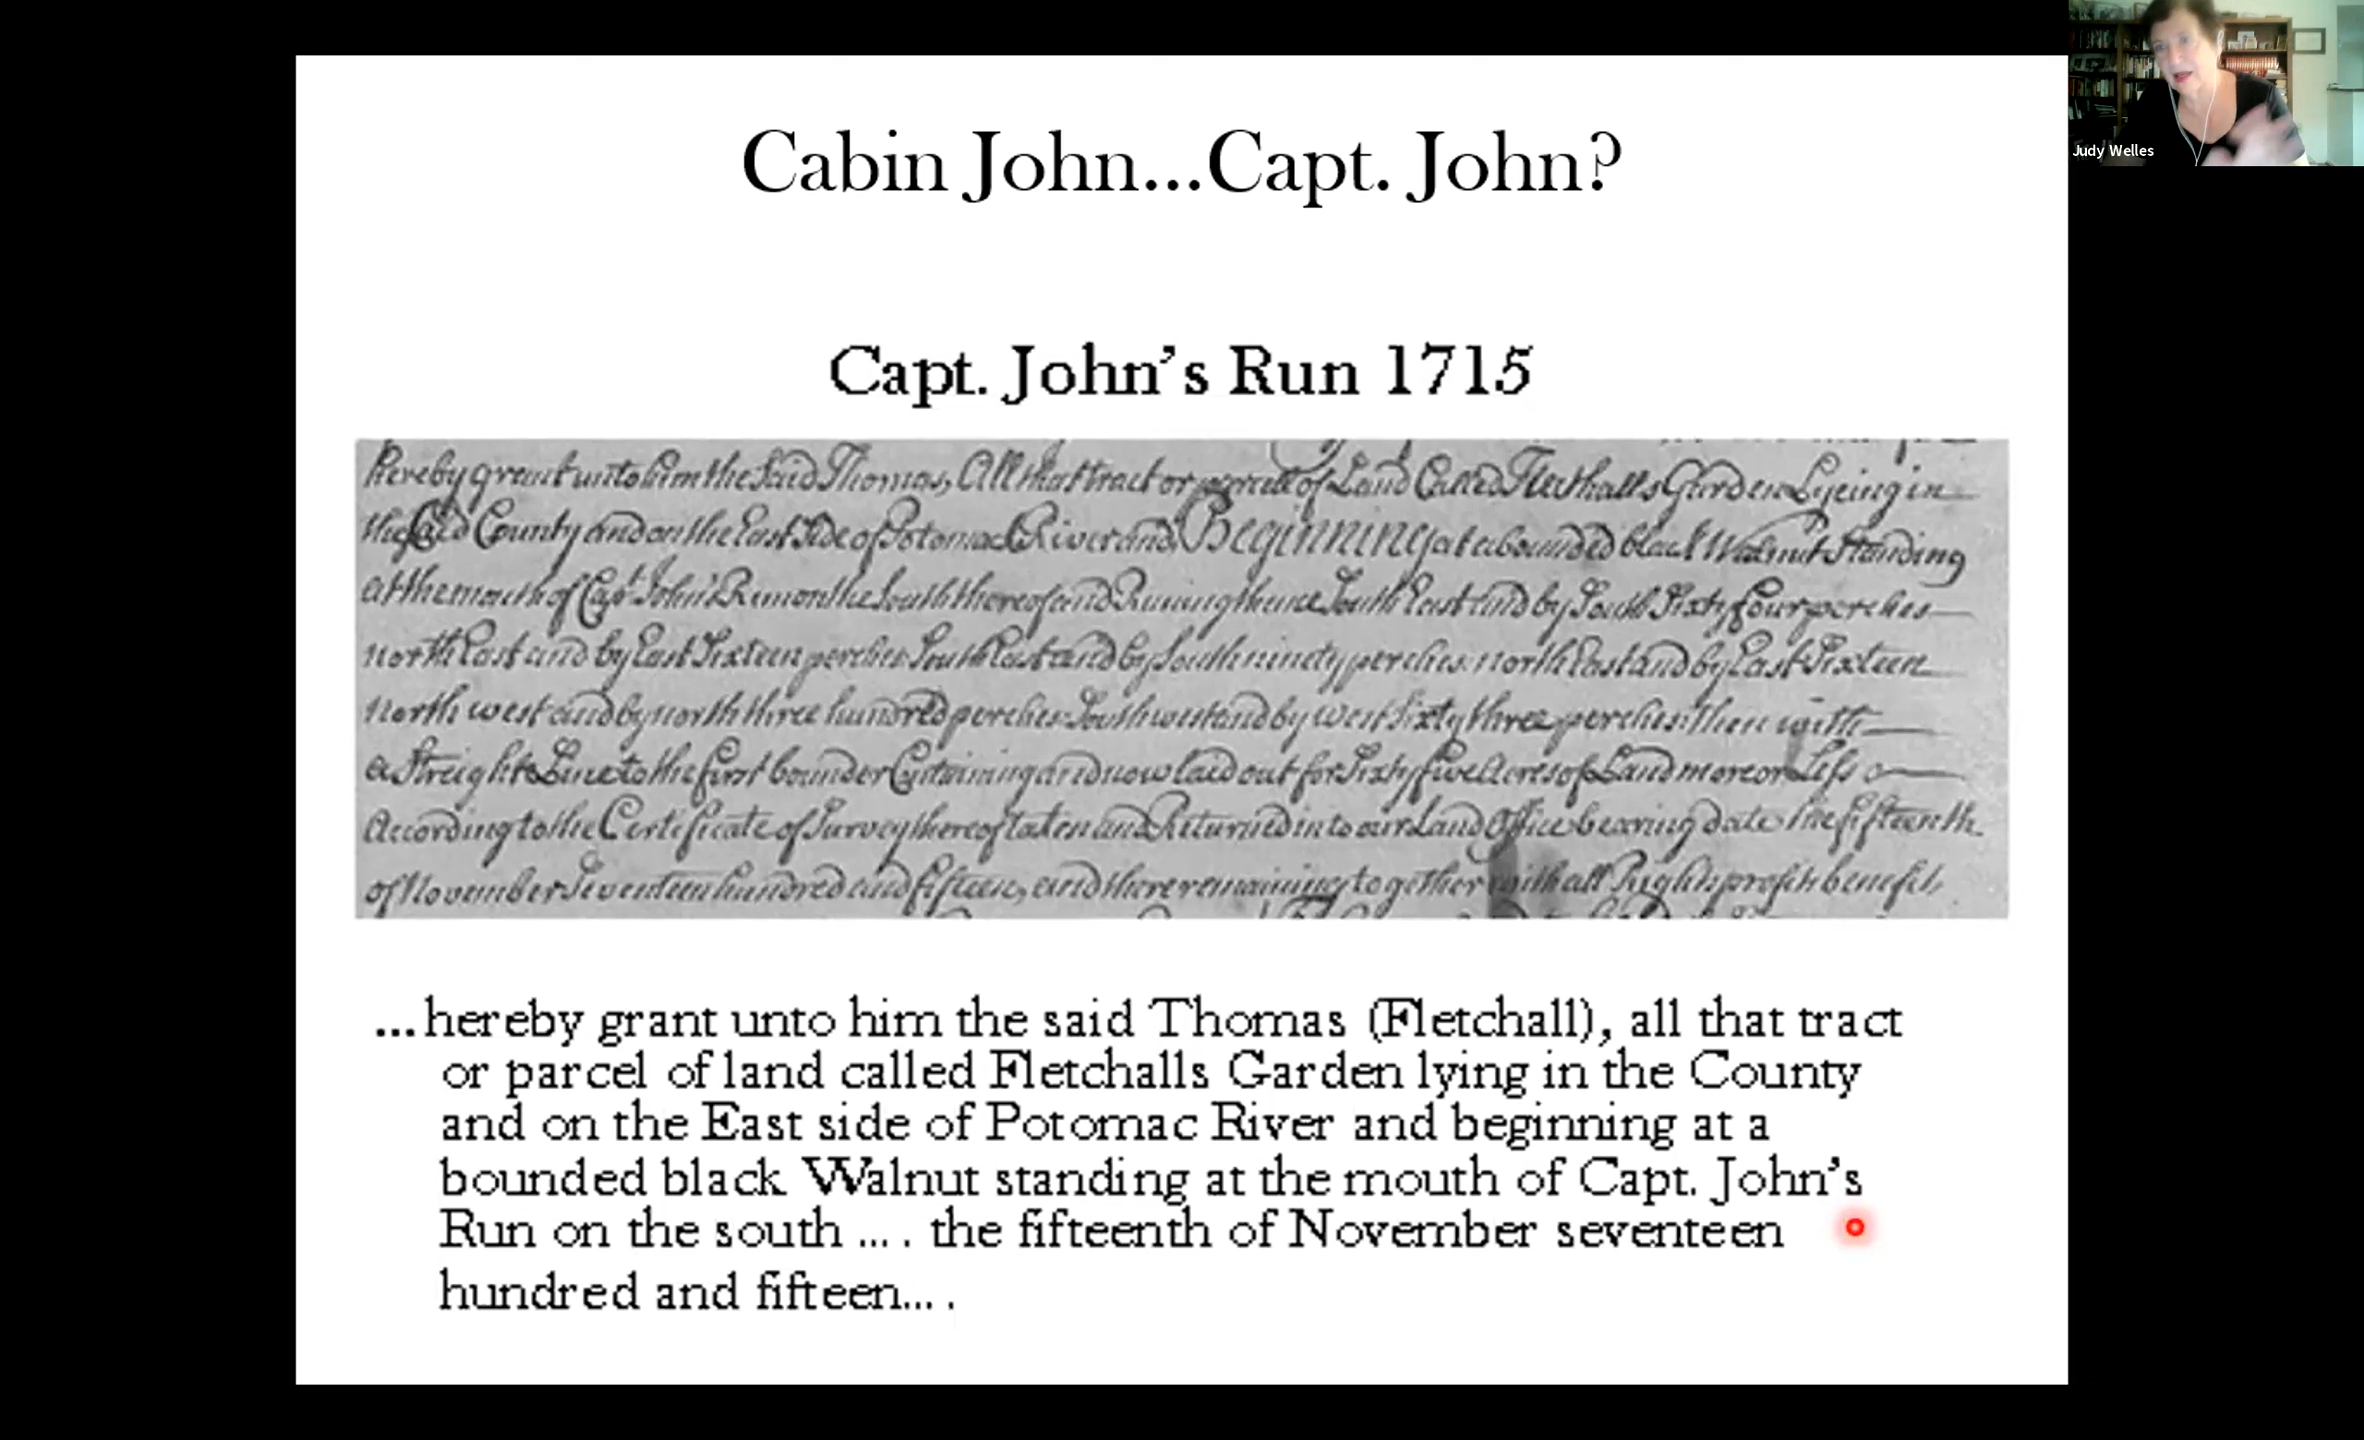 Cabin John...Capt. John?
Judy Welles
Capt. John's Run 1715
hereby grant unto him the Said Thomas, All that tract or parcell of Land Called Fletchalls Garden Lyeing in
the Said County and on the East Side of Potomac River and Beginning at a bounded black Walnut Standing
at the mouth of Capt John's Run on the South thereof and Runing thence South East and by South Sixty four perches
north East and by East Sixteen perches South East and by South ninety perches north East and by East Sixteen
North west and by north three hundred perches South west and by west Sixty three perches then with
a Streight Line to the first bounder Containing and now laid out for Sixty five Acres of Land more or Less
According to the Certificate of Survey thereof taken and Returned into our Land Office bearing date the fifteenth
of November Seventeen hundred and fifteen, and there remaining together with all Rights profits benefits
...hereby grant unto him the said Thomas (Fletchall), all that tract
or parcel of land called Fletchalls Garden lying in the County
and on the East side of Potomac River and beginning at a
bounded black Walnut standing at the mouth of Capt. John's
Run on the south .... the fifteenth of November seventeen
hundred and fifteen... .